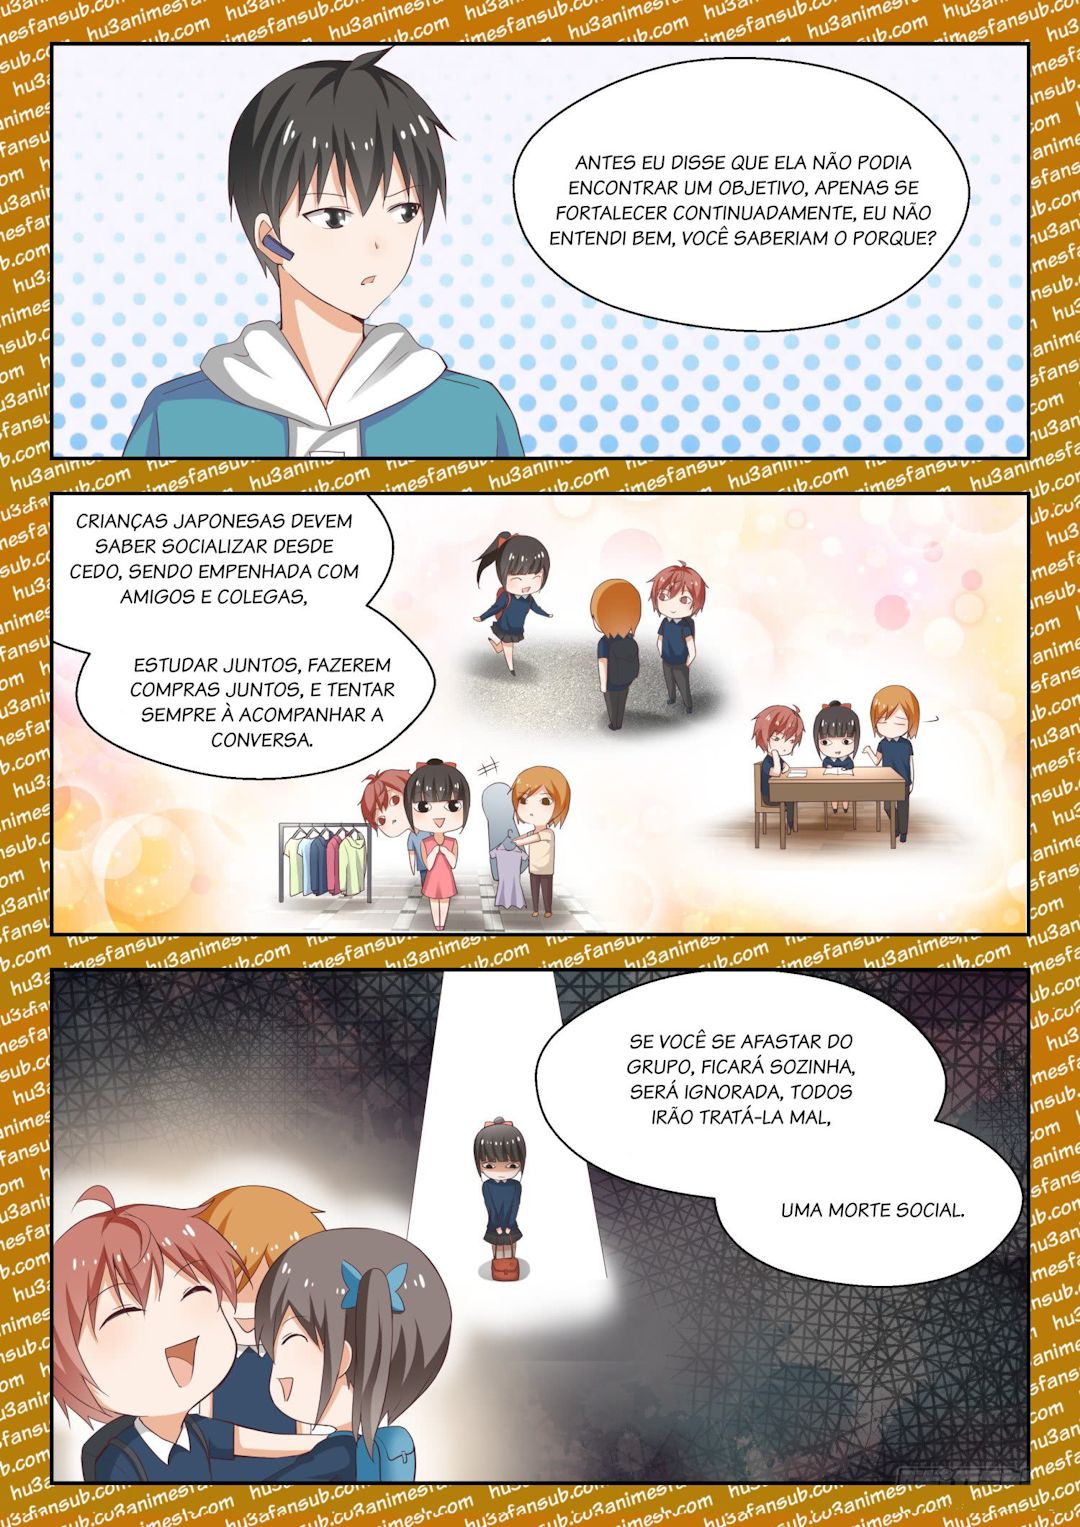 ANTES EU DISSE QUE ELA NÃO PODIA
ENCONTRAR UM OBJETIVO, APENAS SE
FORTALECER CONTINUADAMENTE, EU NÃO
ENTENDI BEM, VOCÊ SABERIAM O PORQUE?
CRIANÇAS JAPONESAS DEVEM
SABER SOCIALIZAR DESDE
CEDO, SENDO EMPENHADA COM
AMIGOS E COLEGAS,
ESTUDAR JUNTOS, FAZEREM
COMPRAS JUNTOS, E TENTAR
SEMPRE À ACOMPANHAR A
CONVERSA.
SE VOCÊ SE AFASTAR DO
GRUPO, FICARÁ SOZINHA,
SERÁ IGNORADA, TODOS
IRÃO TRATÁ-LA MAL,
UMA MORTE SOCIAL.
hu3animesfansub.com